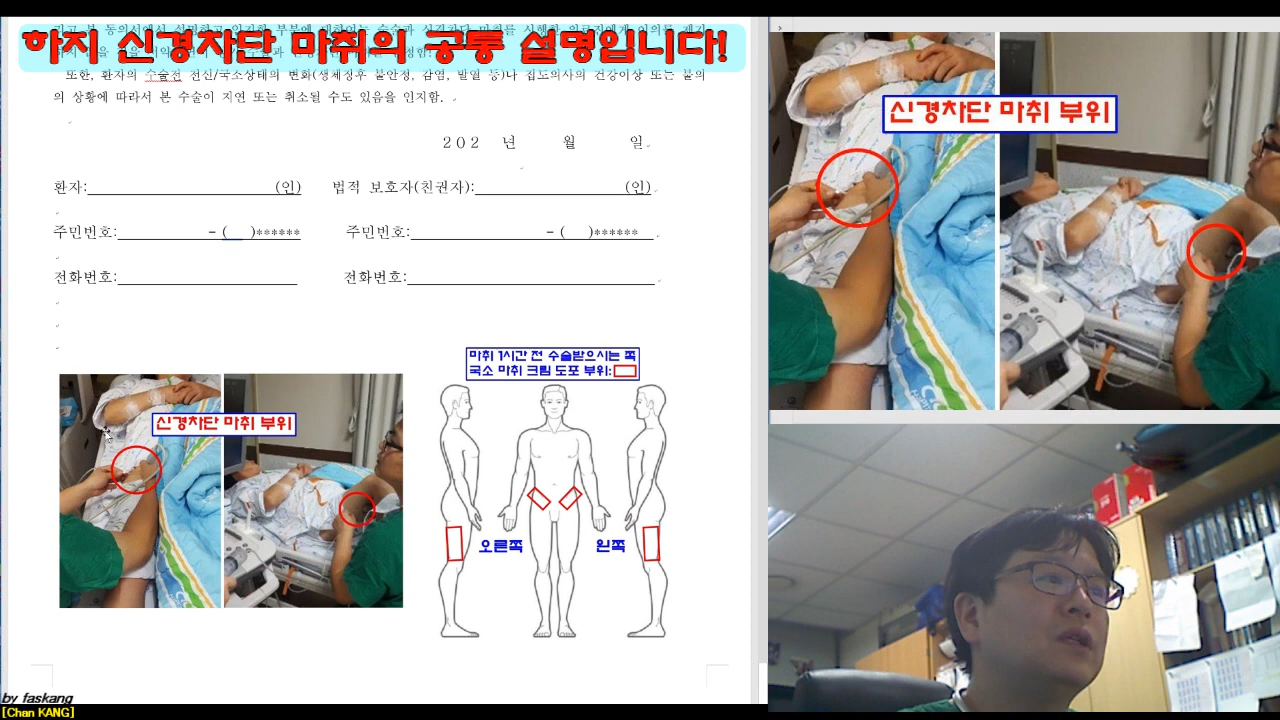 하지 신경차단 마취의 공통 설명입니다!
또한, 환자의 수술전 전신/국소상태의 변화(생체징후 불안정, 감염, 발열 등)나 집도의사의 건강이상 또는 불의
의 상황에 따라서 본 수술이 지연 또는 취소될 수도 있음을 인지함.
202 년 월 일
환자: (인) 법적 보호자(친권자): (인)
주민번호: - ( )****** 주민번호: - ( )******
전화번호: 전화번호:
마취 1시간 전 수술받으시는 쪽
국소 마취 크림 도포 부위:
신경차단 마취 부위
오른쪽 왼쪽
신경차단 마취 부위
by faskang
[Chan KANG]